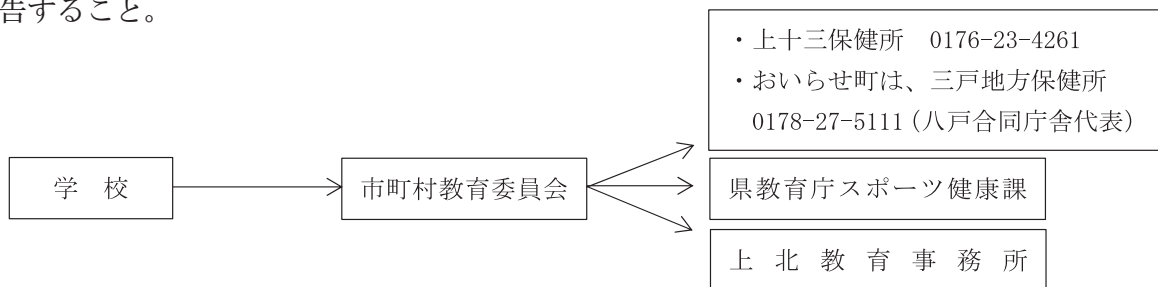 告すること。
・上十三保健所　0176-23-4261
・おいらせ町は、三戸地方保健所
0178-27-5111（八戸合同庁舎代表）
学　校
市町村教育委員会
県教育庁スポーツ健康課
上　北　教　育　事　務　所